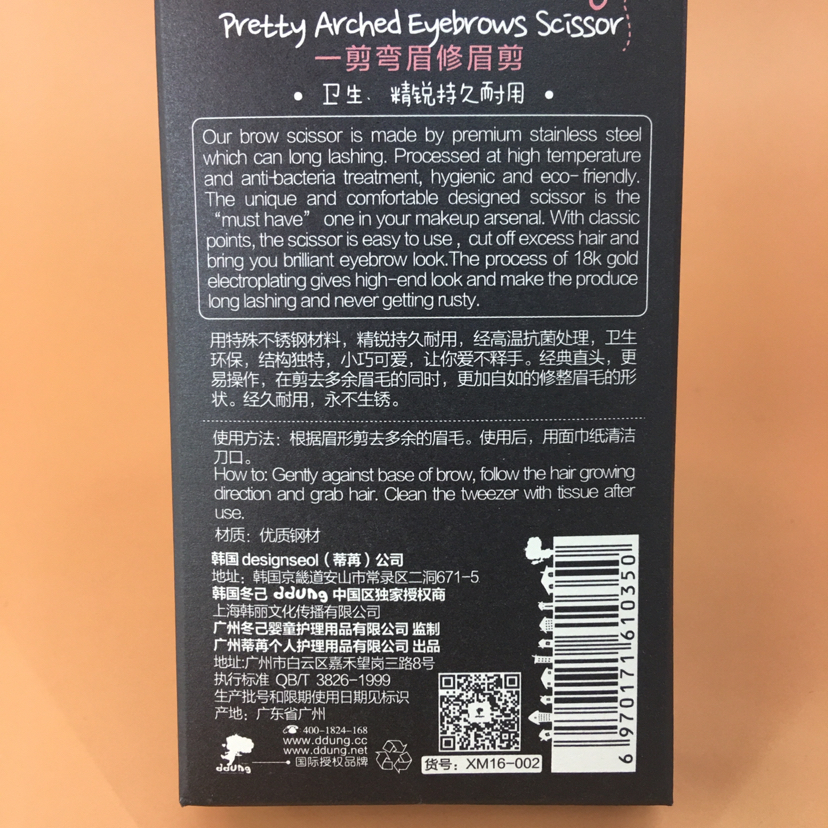 Pretty Arched Eyebrows Scissor
一剪弯眉修眉剪
• 卫生、精锐持久耐用 •
Our brow scissor is made by premium stainless steel
which can long lashing. Processed at high temperature
and anti-bacteria treatment, hygienic and eco-friendly.
The unique and comfortable designed scissor is the
“must have” one in your makeup arsenal. With classic
points, the scissor is easy to use , cut off excess hair and
bring you brilliant eyebrow look.The process of 18k gold
electroplating gives high-end look and make the produce
long lashing and never getting rusty.
用特殊不锈钢材料，精锐持久耐用，经高温抗菌处理，卫生
环保，结构独特，小巧可爱，让你爱不释手。经典直头，更
易操作，在剪去多余眉毛的同时，更加自如的修整眉毛的形
状。经久耐用，永不生锈。
使用方法：根据眉形剪去多余的眉毛。使用后，用面巾纸清洁
刀口。
How to: Gently against base of brow, follow the hair growing
direction and grab hair. Clean the tweezer with tissue after
use.
材质：优质钢材
韩国 designseol（蒂苒）公司
地址：韩国京畿道安山市常录区二洞671-5
韩国冬己 ddung 中国区独家授权商
上海韩丽文化传播有限公司
广州冬己婴童护理用品有限公司 监制
广州蒂苒个人护理用品有限公司 出品
地址:广州市白云区嘉禾望岗三路8号
执行标准 QB/T 3826-1999
生产批号和限期使用日期见标识
产地：广东省广州
400-1824-168
www.ddung.cc
www.ddung.net
国际授权品牌
ddung
货号：XM16-002
6 970171 610350